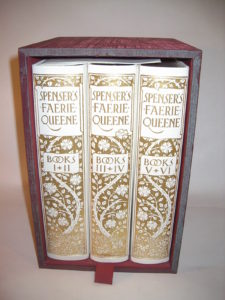 SPENSER'S
FAERIE-
QUEENE
BOOKS
I+II
SPENSER'S
FAERIE-
QUEENE
BOOKS
III+IV
SPENSER'S
FAERIE-
QUEENE
BOOKS
V+VI